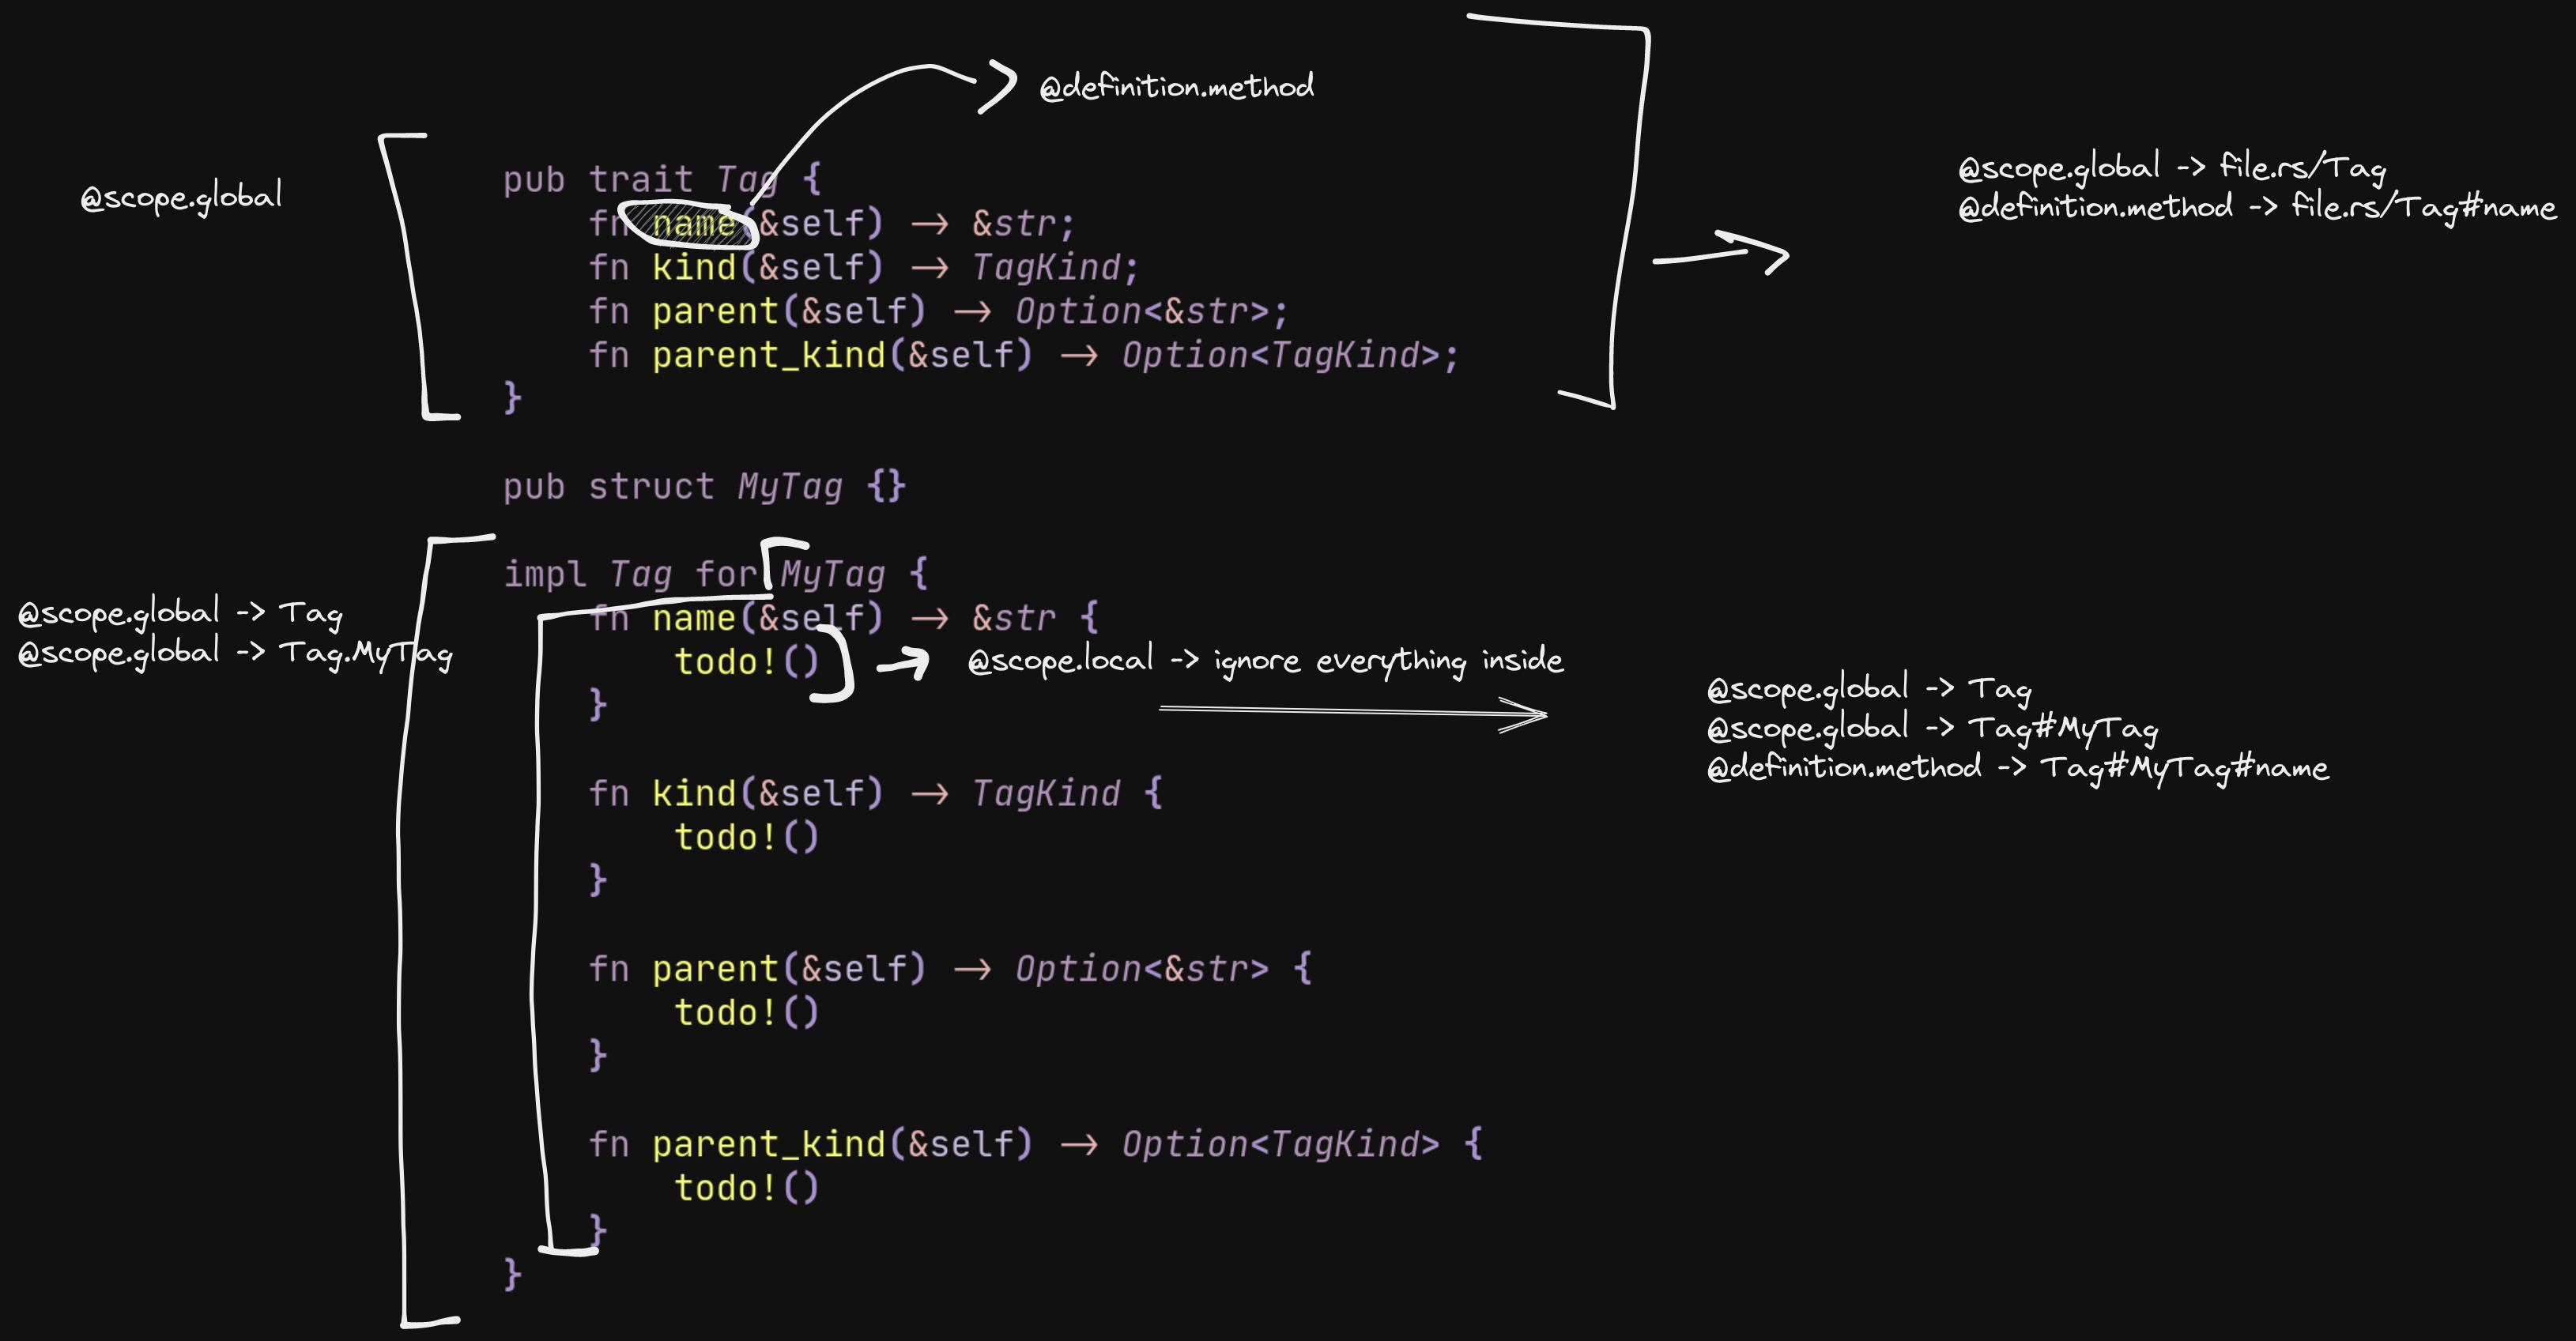 @definition.method
@scope.global
pub trait Tag {
fn name(&self) -> &str;
fn kind(&self) -> TagKind;
fn parent(&self) -> Option<&str>;
fn parent_kind(&self) -> Option<TagKind>;
}
@scope.global -> file.rs/Tag
@definition.method -> file.rs/Tag#name
pub struct MyTag {}
@scope.global -> Tag
@scope.global -> Tag.MyTag
impl Tag for MyTag {
fn name(&self) -> &str {
todo!()
}
@scope.local -> ignore everything inside
fn kind(&self) -> TagKind {
todo!()
}
fn parent(&self) -> Option<&str> {
todo!()
}
fn parent_kind(&self) -> Option<TagKind> {
todo!()
}
}
@scope.global -> Tag
@scope.global -> Tag#MyTag
@definition.method -> Tag#MyTag#name